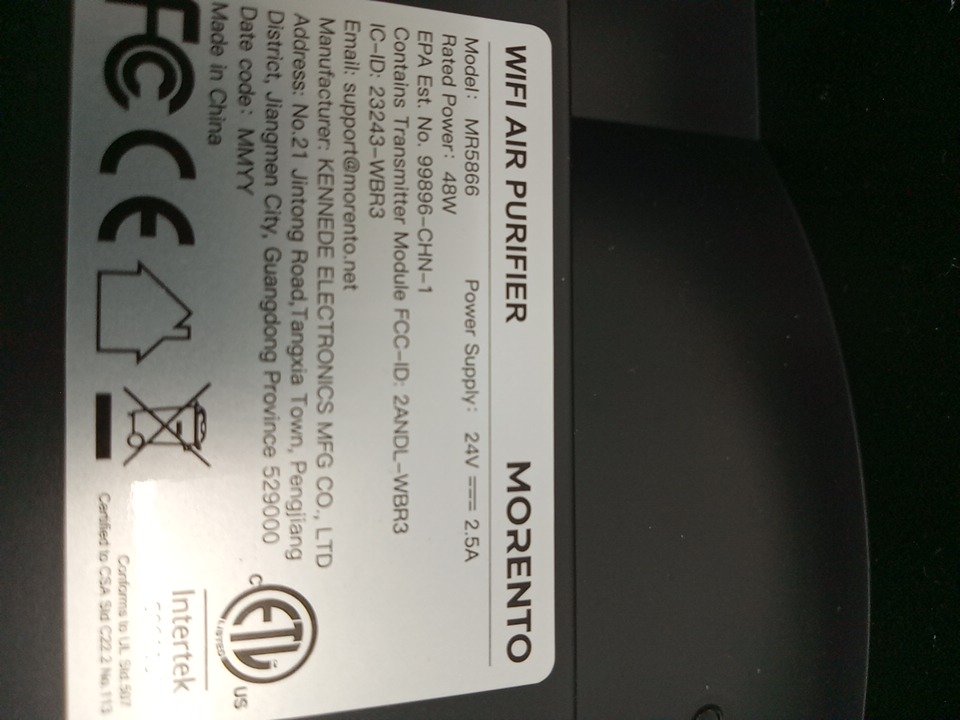 WIFI AIR PURIFIER MORENTO
Model: MR5866 Power Supply: 24V ⎓ 2.5A
Rated Power: 48W
EPA Est. No. 99896-CHN-1
Contains Transmitter Module FCC-ID: 2ANDL-WBR3
IC-ID: 23243-WBR3
Email: support@morento.net
Manufacturer: KENNEDE ELECTRONICS MFG CO., LTD
Address: No.21 Jintong Road,Tangxia Town, Pengjiang
District, Jiangmen City, Guangdong Province 529000
Date code: MMYY
Made in China
FC CE
C ETL US
LISTED
Intertek
Conforms to UL Std.507
Certified to CSA Std C22.2 No.113